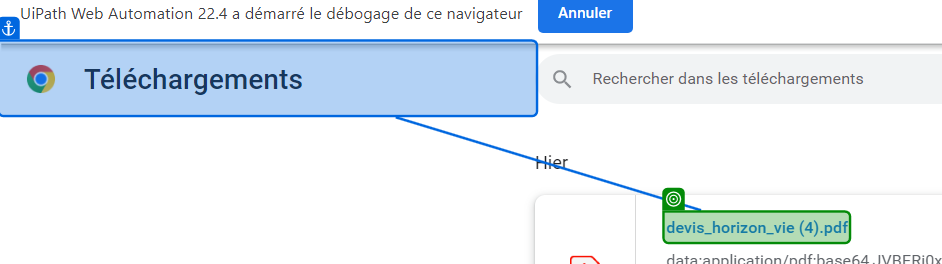 UiPath Web Automation 22.4 a démarré le débogage de ce navigateur
Annuler
Téléchargements
Rechercher dans les téléchargements
Hier
devis_horizon_vie (4).pdf
data:application/pdf;base64,JVBERi0x